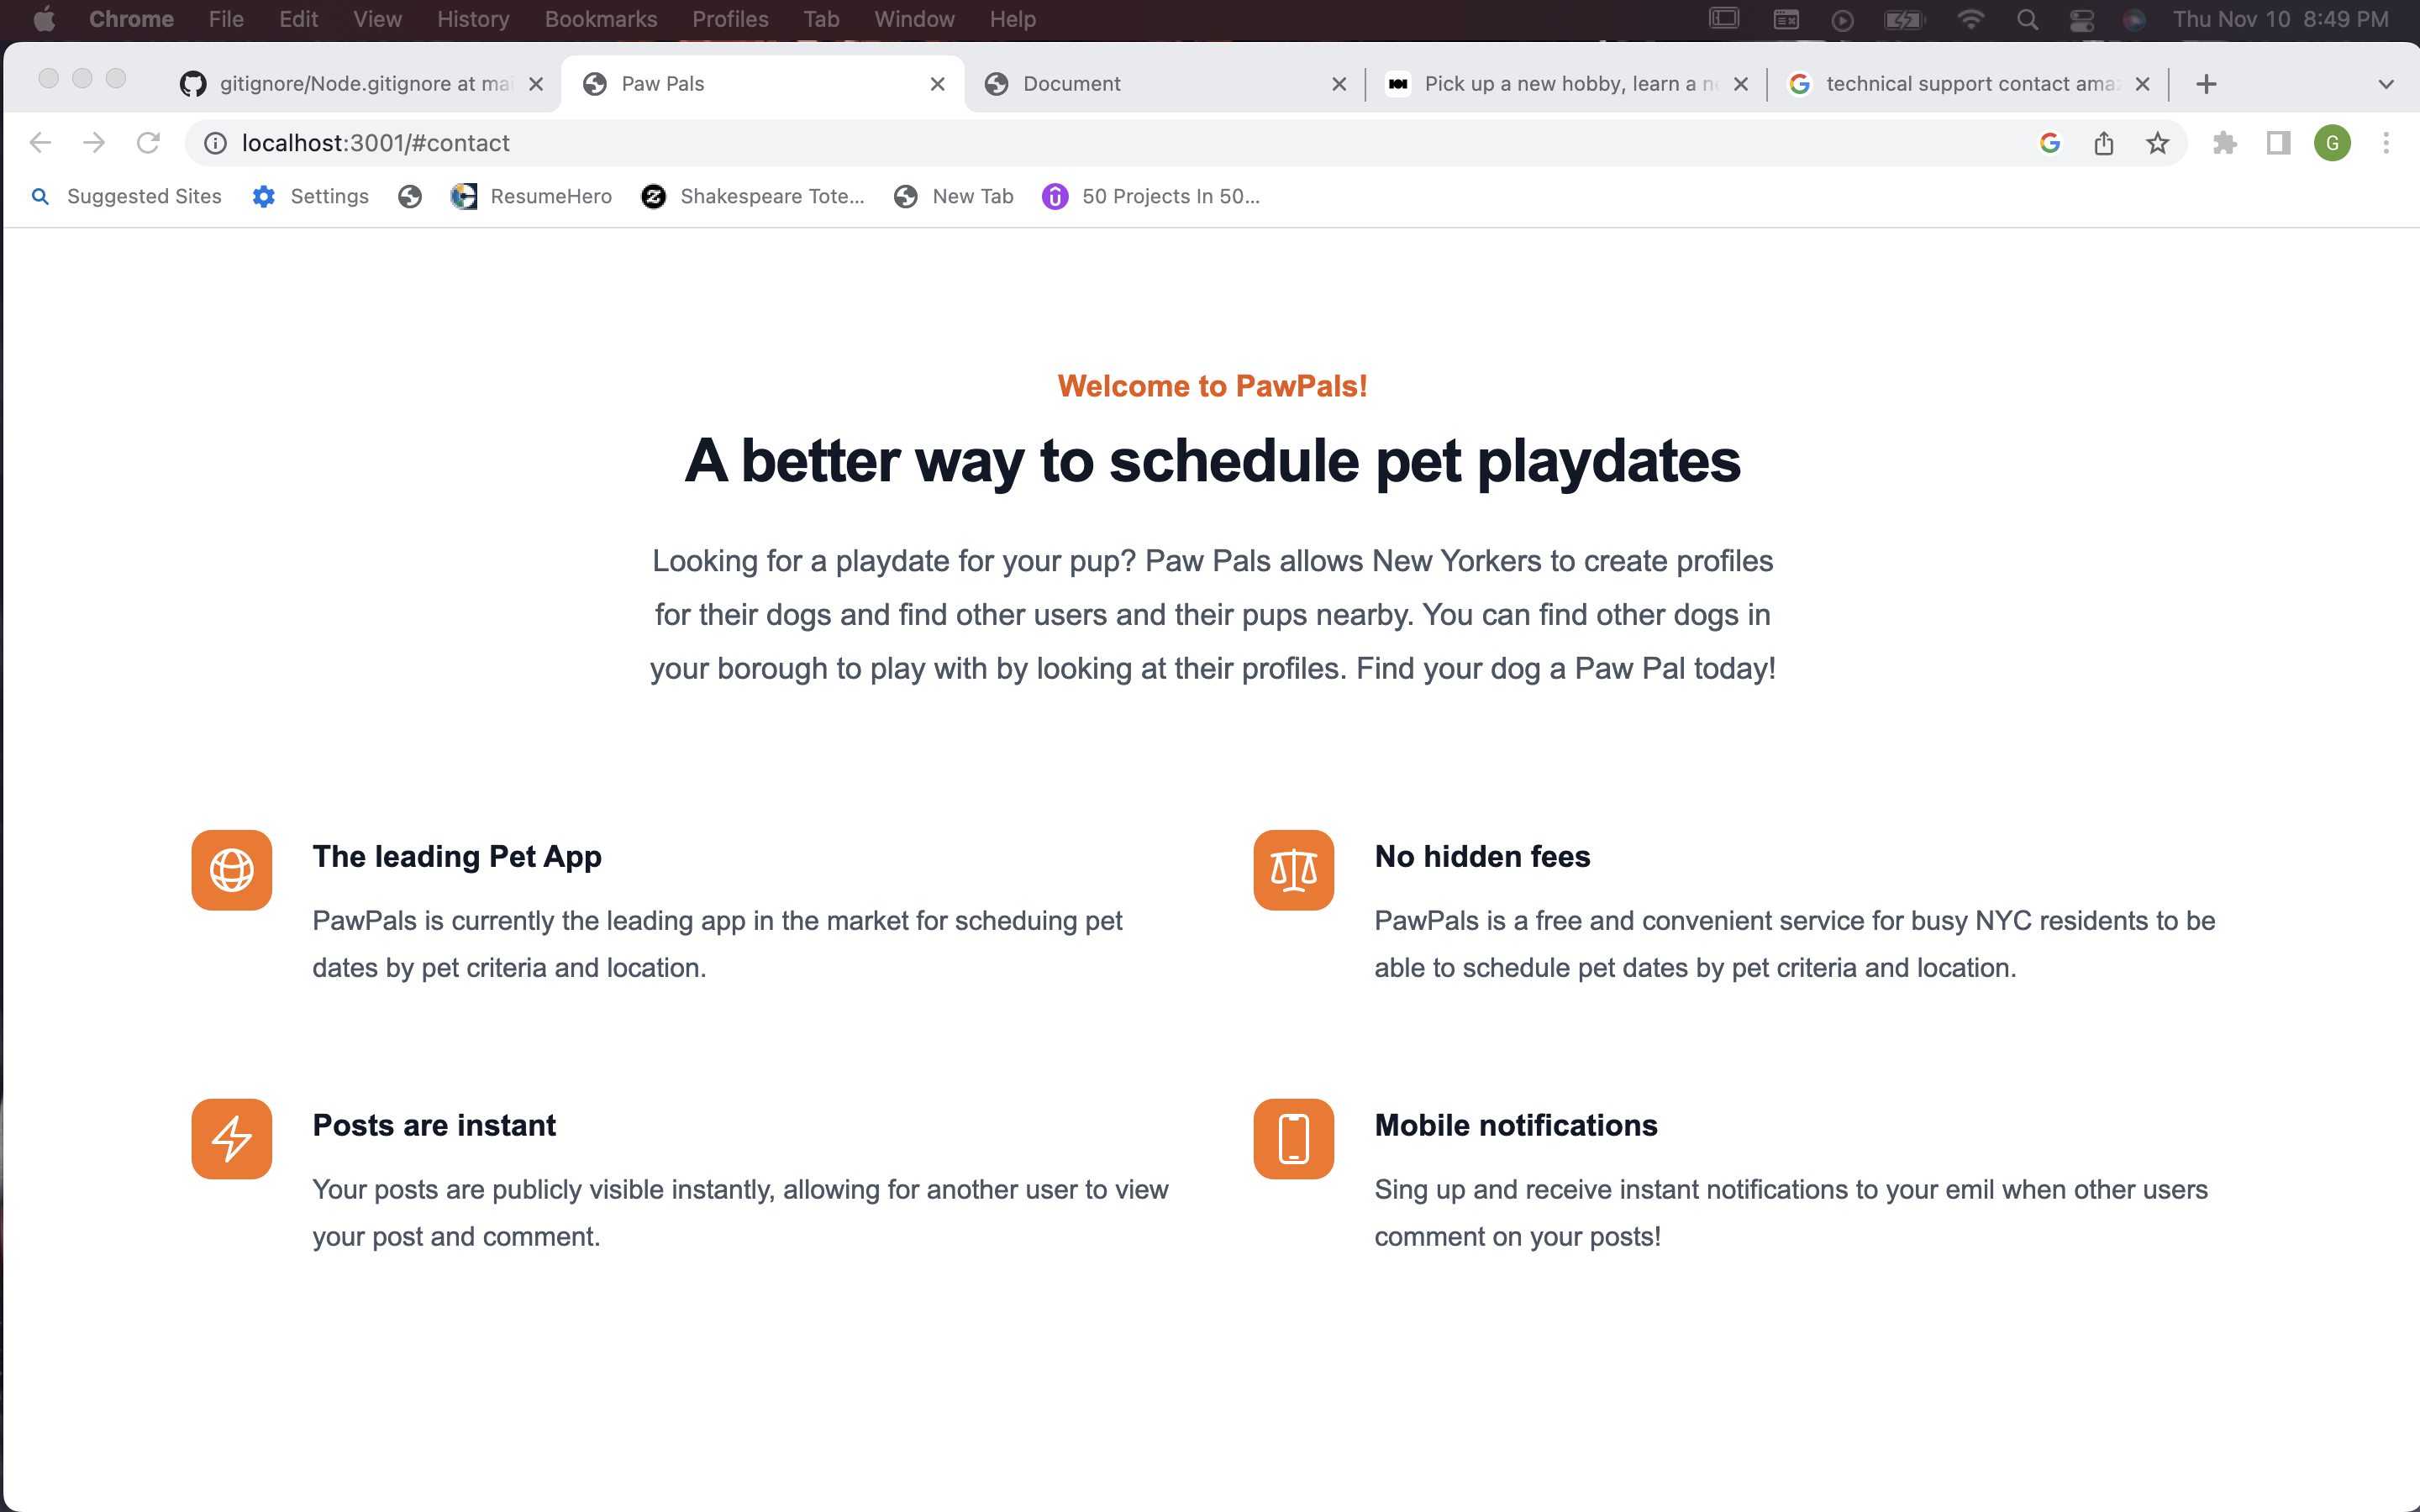 Chrome File Edit View History Bookmarks Profiles Tab Window Help Thu Nov 10 8:49 PM
gitignore/Node.gitignore at mai Paw Pals Document Pick up a new hobby, learn a ne technical support contact ama
localhost:3001/#contact G
Suggested Sites Settings ResumeHero Shakespeare Tote... New Tab 50 Projects In 50...
Welcome to PawPals!
A better way to schedule pet playdates
Looking for a playdate for your pup? Paw Pals allows New Yorkers to create profiles
for their dogs and find other users and their pups nearby. You can find other dogs in
your borough to play with by looking at their profiles. Find your dog a Paw Pal today!
The leading Pet App
PawPals is currently the leading app in the market for scheduing pet
dates by pet criteria and location.
No hidden fees
PawPals is a free and convenient service for busy NYC residents to be
able to schedule pet dates by pet criteria and location.
Posts are instant
Your posts are publicly visible instantly, allowing for another user to view
your post and comment.
Mobile notifications
Sing up and receive instant notifications to your emil when other users
comment on your posts!